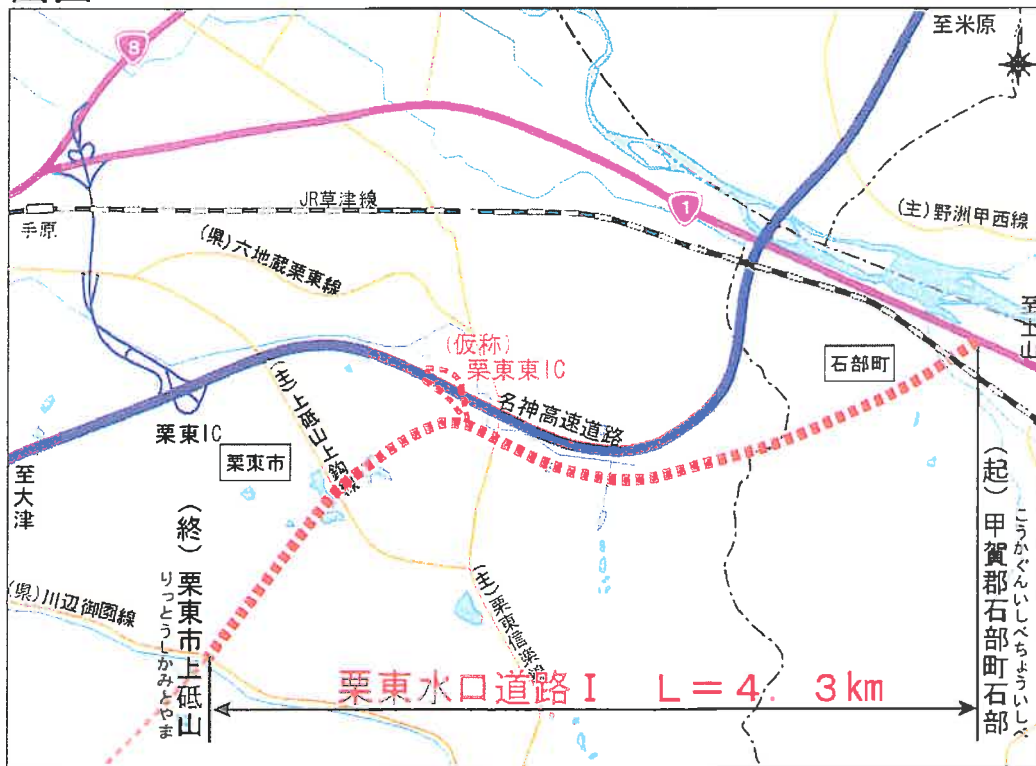 至米原
8
JR草津線
手原
1
(主)野洲甲西線
(県)六地蔵栗東線
至土山
(仮称)
栗東東IC
石部町
名神高速道路
栗東IC
(主)上砥山上鈎線
栗東市
至大津
(起)甲賀郡石部町石部
こうかぐんいしべちょういしべ
(終)栗東市上砥山
りっとうしかみとやま
(県)川辺御園線
(主)栗東信楽線
栗東水口道路I L=4.3km